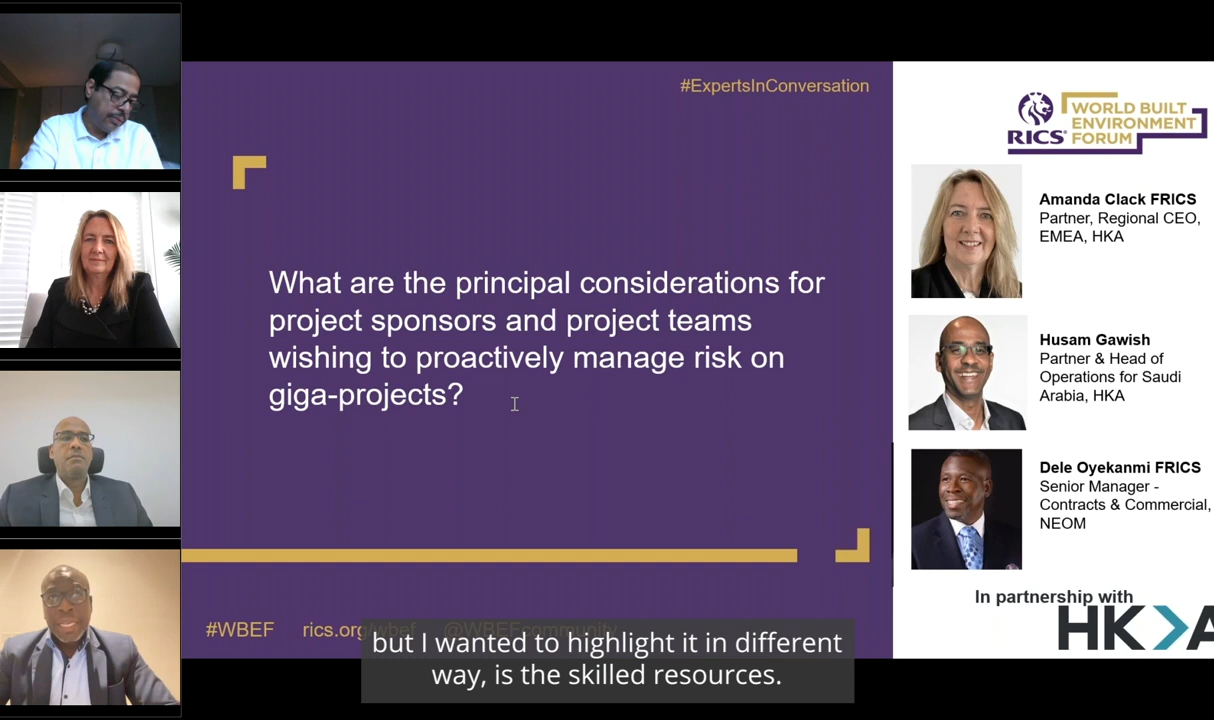 #ExpertsInConversation
What are the principal considerations for
project sponsors and project teams
wishing to proactively manage risk on
giga-projects?
#WBEF rics.org/wbef @WBEFcommunity
but I wanted to highlight it in different
way, is the skilled resources.
RICS
WORLD BUILT
ENVIRONMENT
FORUM
Amanda Clack FRICS
Partner, Regional CEO,
EMEA, HKA
Husam Gawish
Partner & Head of
Operations for Saudi
Arabia, HKA
Dele Oyekanmi FRICS
Senior Manager -
Contracts & Commercial,
NEOM
In partnership with
HKA